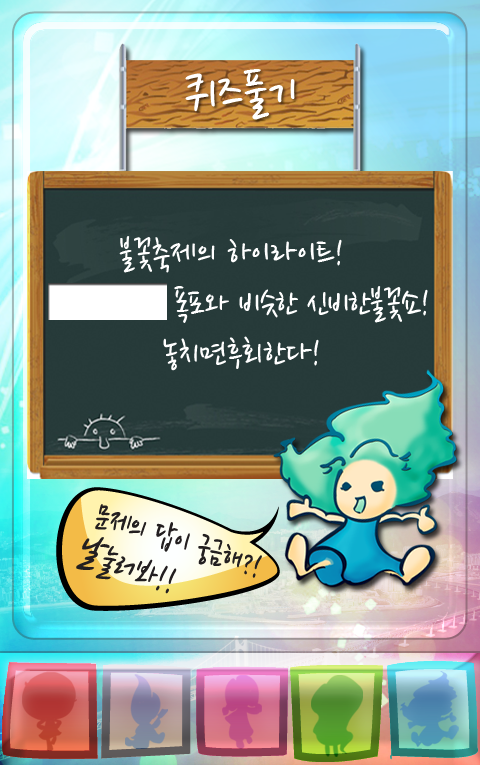 퀴즈풀기
불꽃축제의 하이라이트!
폭포와 비슷한 신비한불꽃쇼!
놓치면후회한다!
문제의 답이 궁금해?!
날눌러봐!!